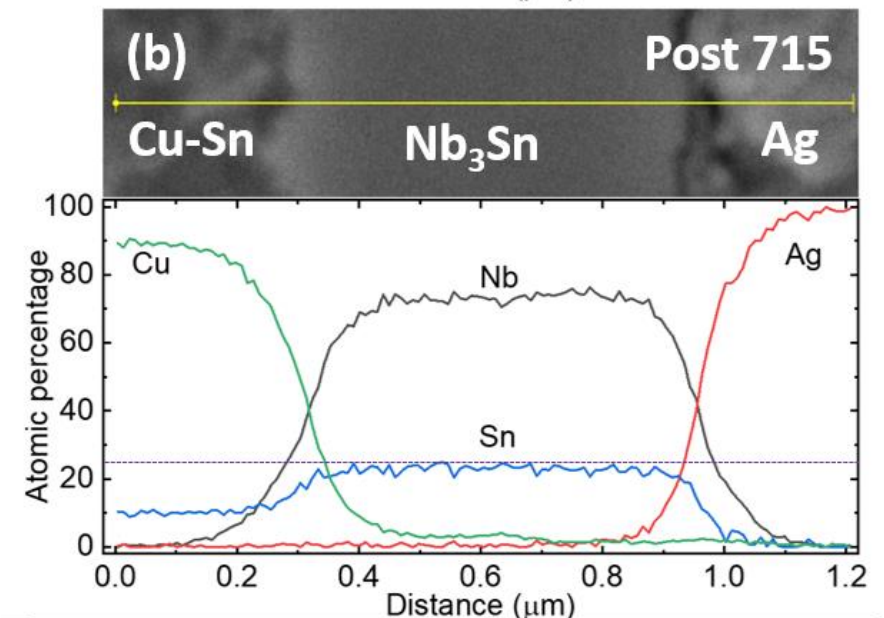 (b) Post 715
Cu-Sn Nb₃Sn Ag
100
80
60
40
20
0
Atomic percentage
Cu
Nb
Ag
Sn
0.0 0.2 0.4 0.6 0.8 1.0 1.2
Distance (μm)